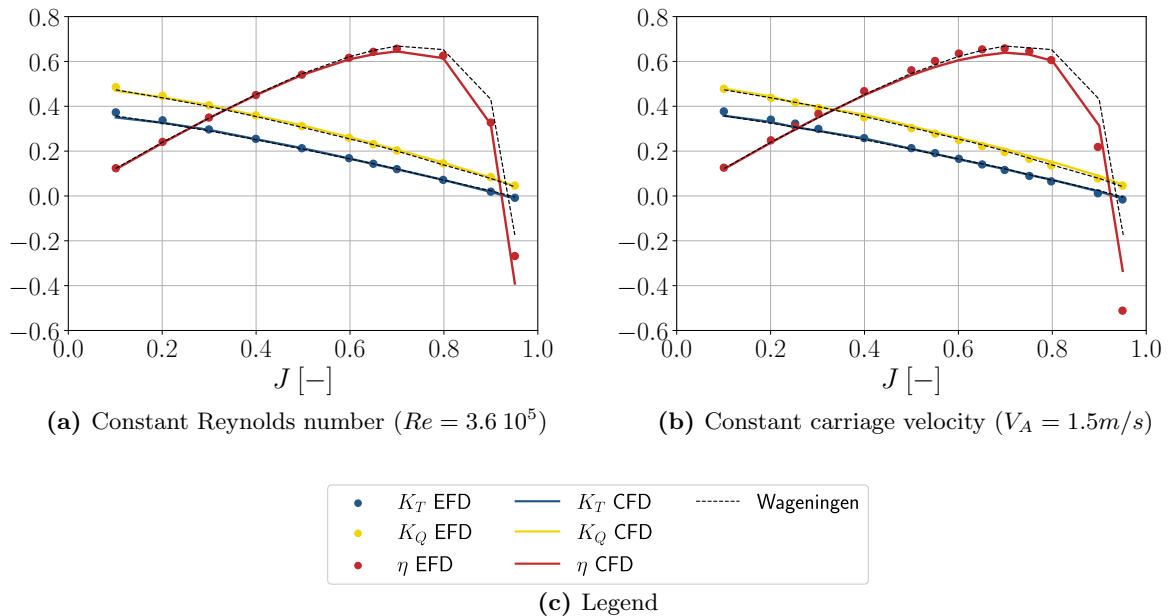 0.8
0.6
0.4
0.2
0.0
−0.2
−0.4
−0.6
0.0 0.2 0.4 0.6 0.8 1.0
J [−]
(a) Constant Reynolds number (Re = 3.6 10⁵)
0.8
0.6
0.4
0.2
0.0
−0.2
−0.4
−0.6
0.0 0.2 0.4 0.6 0.8 1.0
J [−]
(b) Constant carriage velocity (V_A = 1.5m/s)
K_T EFD K_T CFD Wageningen
K_Q EFD K_Q CFD
η EFD η CFD
(c) Legend